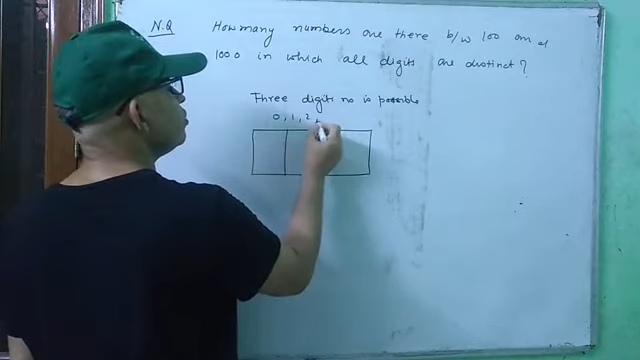 N.Q How many numbers are there b/w 100 and
1000 in which all digits are distinct?
Three digits no is possible
0, 1, 2,